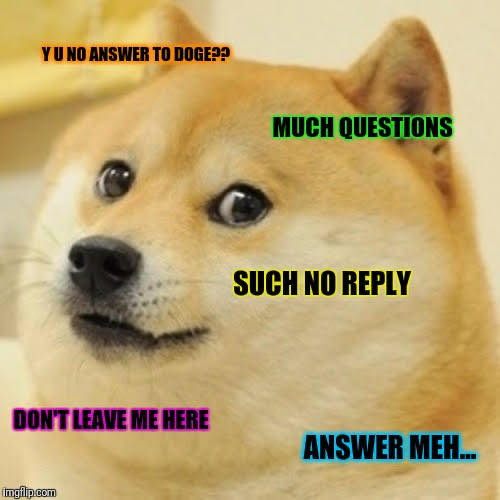 Y U NO ANSWER TO DOGE??
MUCH QUESTIONS
SUCH NO REPLY
DON'T LEAVE ME HERE
ANSWER MEH...
imgflip.com